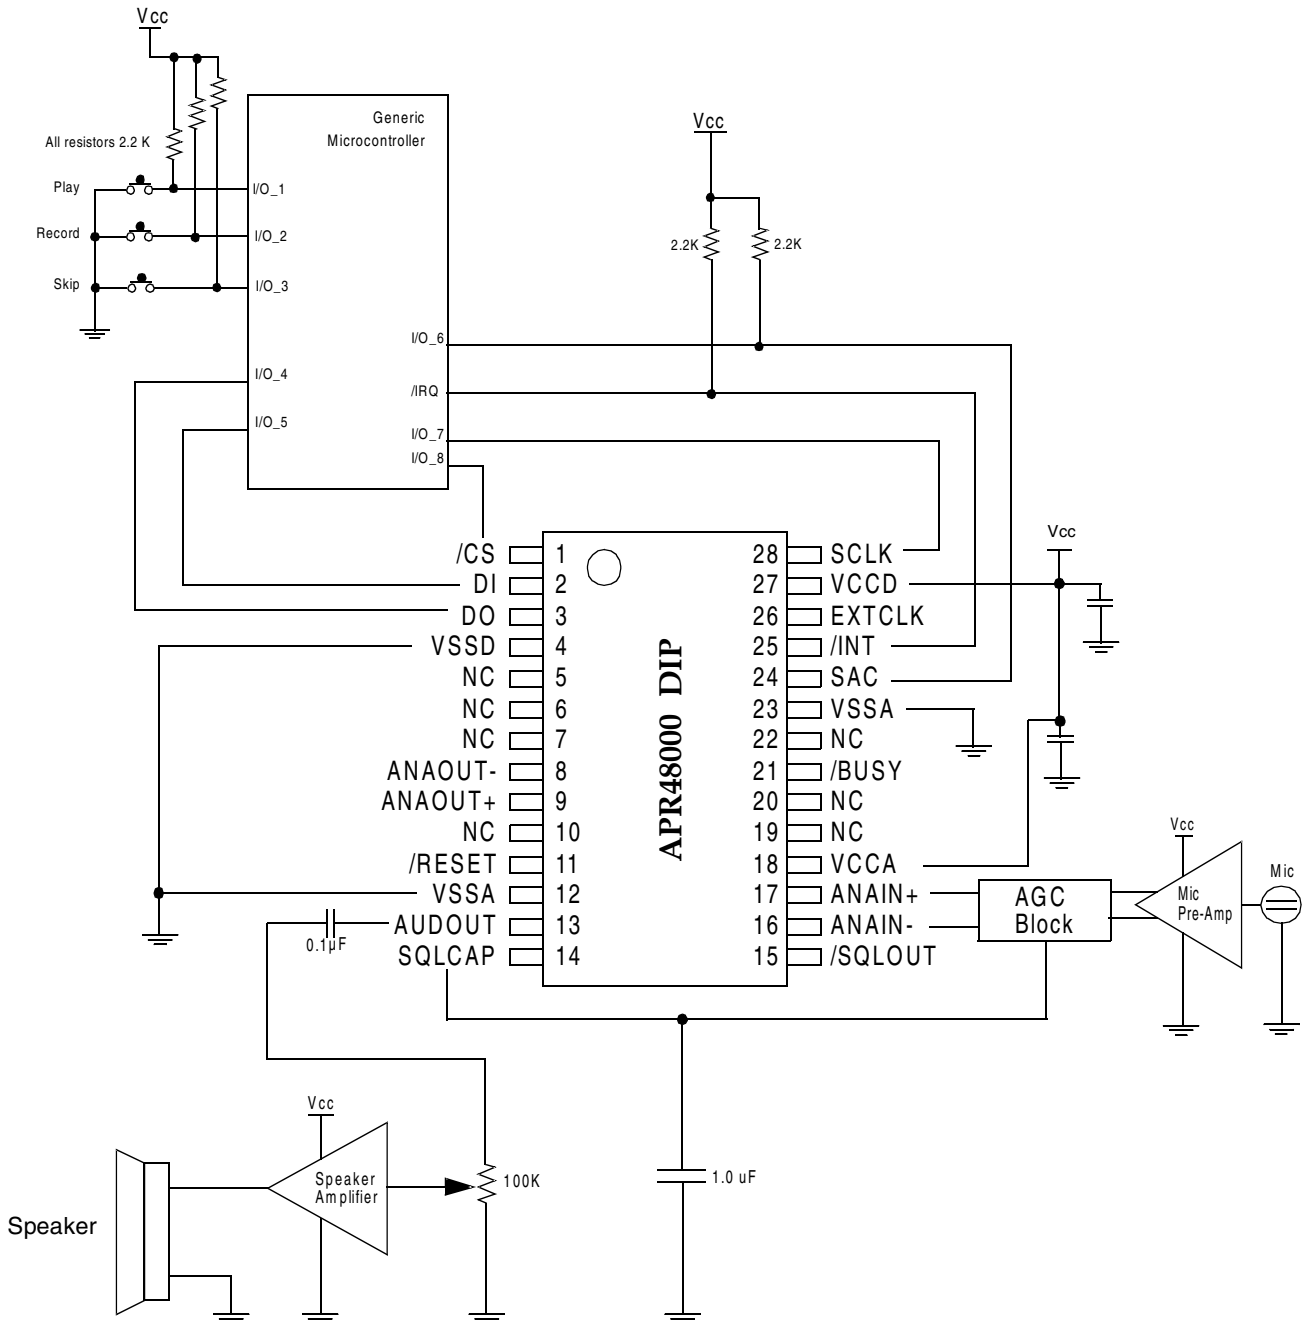 Vcc
Generic
Microcontroller
All resistors 2.2 K
Play
I/O_1
Record
I/O_2
Skip
I/O_3
I/O_6
I/O_4
/IRQ
I/O_5
I/O_7
I/O_8
Vcc
2.2K
2.2K
Vcc
/CS 1
DI 2
DO 3
VSSD 4
NC 5
NC 6
NC 7
ANAOUT- 8
ANAOUT+ 9
NC 10
/RESET 11
VSSA 12
AUDOUT 13
SQLCAP 14
APR48000 DIP
28 SCLK
27 VCCD
26 EXTCLK
25 /INT
24 SAC
23 VSSA
22 NC
21 /BUSY
20 NC
19 NC
18 VCCA
17 ANAIN+
16 ANAIN-
15 /SQLOUT
AGC
Block
Vcc
Mic
Pre-Amp
Mic
0.1µF
Vcc
Speaker
Amplifier
100K
1.0 uF
Speaker